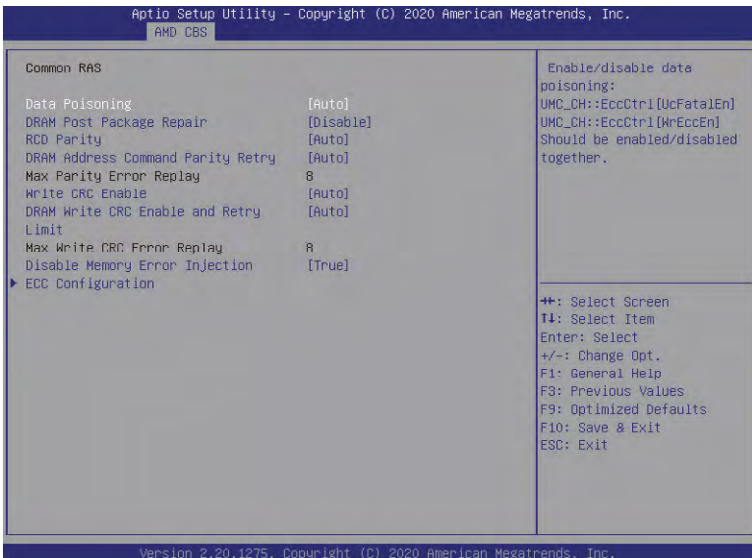 Aptio Setup Utility – Copyright (C) 2020 American Megatrends, Inc.
AMD CBS
Common RAS
Data Poisoning [Auto]
DRAM Post Package Repair [Disable]
RCD Parity [Auto]
DRAM Address Command Parity Retry [Auto]
Max Parity Error Replay 8
Write CRC Enable [Auto]
DRAM Write CRC Enable and Retry [Auto]
Limit
Max Write CRC Error Replay 8
Disable Memory Error Injection [True]
ECC Configuration
Enable/disable data
poisoning:
UMC_CH::EccCtrl[UcFatalEn]
UMC_CH::EccCtrl[WrEccEn]
Should be enabled/disabled
together.
→←: Select Screen
↑↓: Select Item
Enter: Select
+/-: Change Opt.
F1: General Help
F3: Previous Values
F9: Optimized Defaults
F10: Save & Exit
ESC: Exit
Version 2.20.1275. Copyright (C) 2020 American Megatrends, Inc.